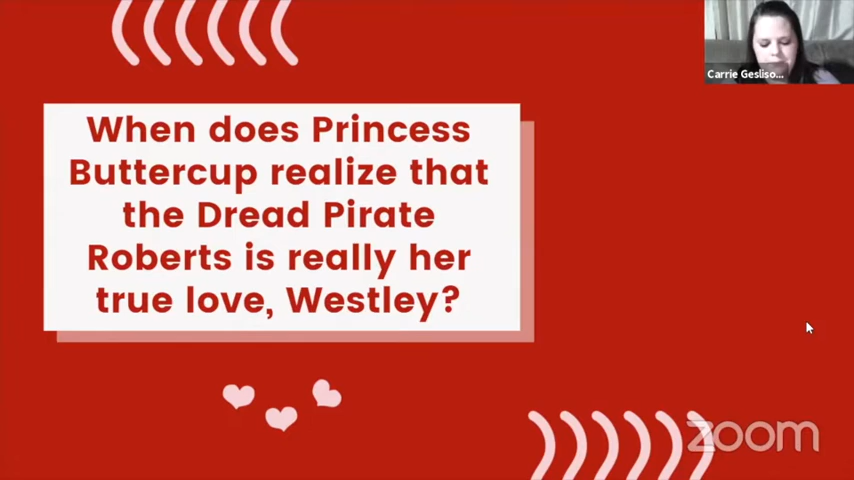 Carrie Gesliso...
When does Princess
Buttercup realize that
the Dread Pirate
Roberts is really her
true love, Westley?
zoom